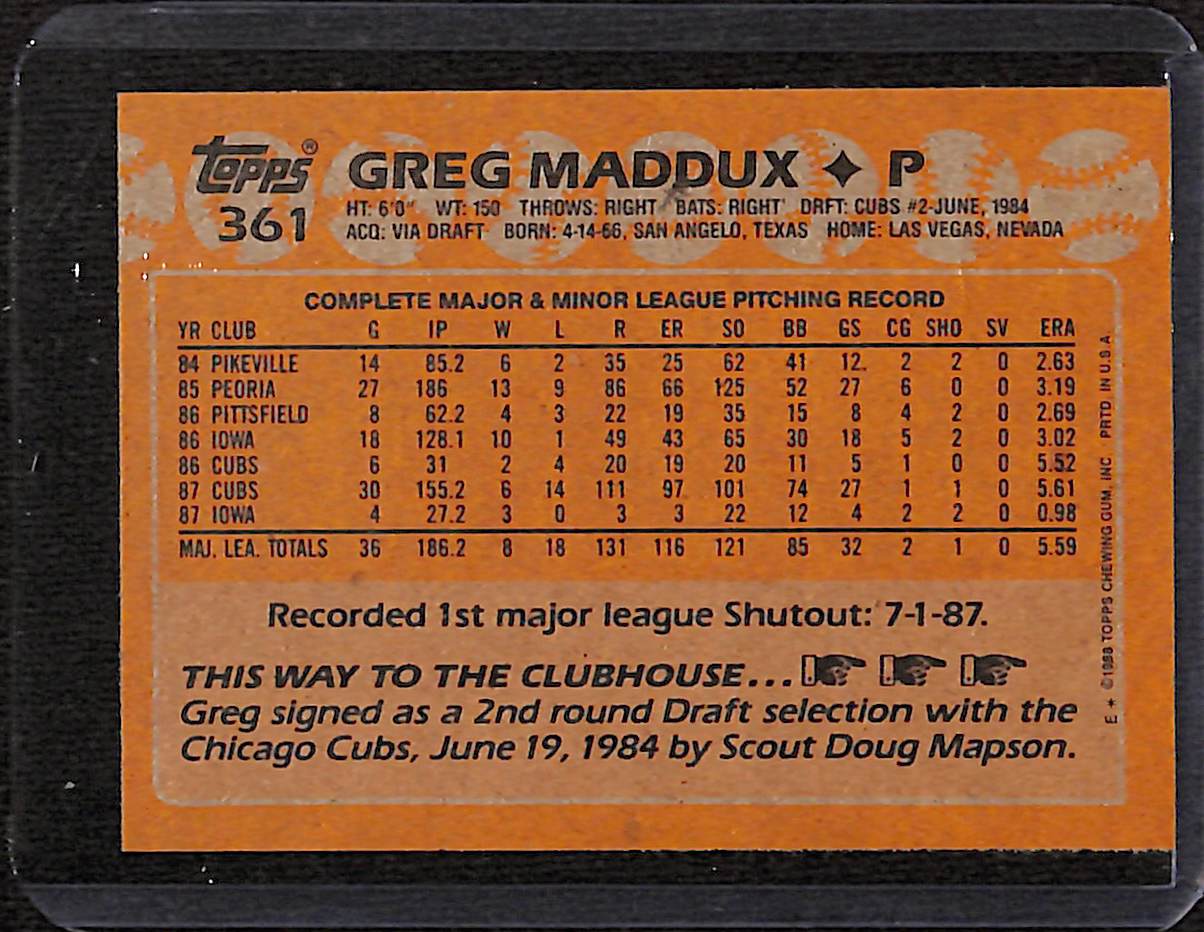 Topps® GREG MADDUX ✦ P
361
HT: 6'0" WT: 150 THROWS: RIGHT BATS: RIGHT DRFT: CUBS #2-JUNE, 1984
ACQ: VIA DRAFT BORN: 4-14-66, SAN ANGELO, TEXAS HOME: LAS VEGAS, NEVADA
COMPLETE MAJOR & MINOR LEAGUE PITCHING RECORD
YR CLUB G IP W L R ER SO BB GS CG SHO SV ERA
84 PIKEVILLE 14 85.2 6 2 35 25 62 41 12 2 2 0 2.63
85 PEORIA 27 186 13 9 86 66 125 52 27 6 0 0 3.19
86 PITTSFIELD 8 62.2 4 3 22 19 35 15 8 4 2 0 2.69
86 IOWA 18 128.1 10 1 49 43 65 30 18 5 2 0 3.02
86 CUBS 6 31 2 4 20 19 20 11 5 1 0 0 5.52
87 CUBS 30 155.2 6 14 111 97 101 74 27 1 1 0 5.61
87 IOWA 4 27.2 3 0 3 3 22 12 4 2 2 0 0.98
MAJ. LEA. TOTALS 36 186.2 8 18 131 116 121 85 32 2 1 0 5.59
Recorded 1st major league Shutout: 7-1-87.
THIS WAY TO THE CLUBHOUSE...
Greg signed as a 2nd round Draft selection with the
Chicago Cubs, June 19, 1984 by Scout Doug Mapson.
E * ©1988 TOPPS CHEWING GUM, INC. PRTD. IN U.S.A.